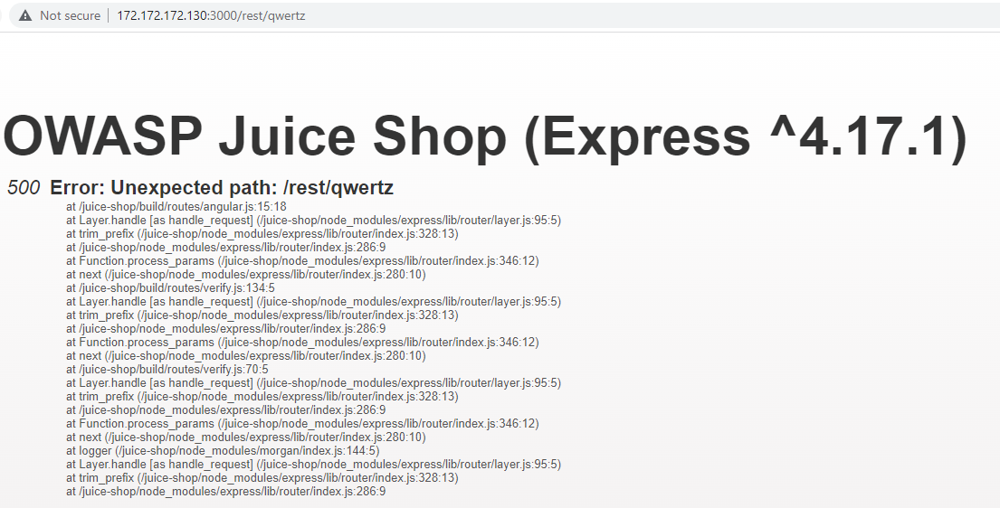 Not secure | 172.172.172.130:3000/rest/qwertz
OWASP Juice Shop (Express ^4.17.1)
500 Error: Unexpected path: /rest/qwertz
at /juice-shop/build/routes/angular.js:15:18
at Layer.handle [as handle_request] (/juice-shop/node_modules/express/lib/router/layer.js:95:5)
at trim_prefix (/juice-shop/node_modules/express/lib/router/index.js:328:13)
at /juice-shop/node_modules/express/lib/router/index.js:286:9
at Function.process_params (/juice-shop/node_modules/express/lib/router/index.js:346:12)
at next (/juice-shop/node_modules/express/lib/router/index.js:280:10)
at /juice-shop/build/routes/verify.js:134:5
at Layer.handle [as handle_request] (/juice-shop/node_modules/express/lib/router/layer.js:95:5)
at trim_prefix (/juice-shop/node_modules/express/lib/router/index.js:328:13)
at /juice-shop/node_modules/express/lib/router/index.js:286:9
at Function.process_params (/juice-shop/node_modules/express/lib/router/index.js:346:12)
at next (/juice-shop/node_modules/express/lib/router/index.js:280:10)
at /juice-shop/build/routes/verify.js:70:5
at Layer.handle [as handle_request] (/juice-shop/node_modules/express/lib/router/layer.js:95:5)
at trim_prefix (/juice-shop/node_modules/express/lib/router/index.js:328:13)
at /juice-shop/node_modules/express/lib/router/index.js:286:9
at Function.process_params (/juice-shop/node_modules/express/lib/router/index.js:346:12)
at next (/juice-shop/node_modules/express/lib/router/index.js:280:10)
at logger (/juice-shop/node_modules/morgan/index.js:144:5)
at Layer.handle [as handle_request] (/juice-shop/node_modules/express/lib/router/layer.js:95:5)
at trim_prefix (/juice-shop/node_modules/express/lib/router/index.js:328:13)
at /juice-shop/node_modules/express/lib/router/index.js:286:9